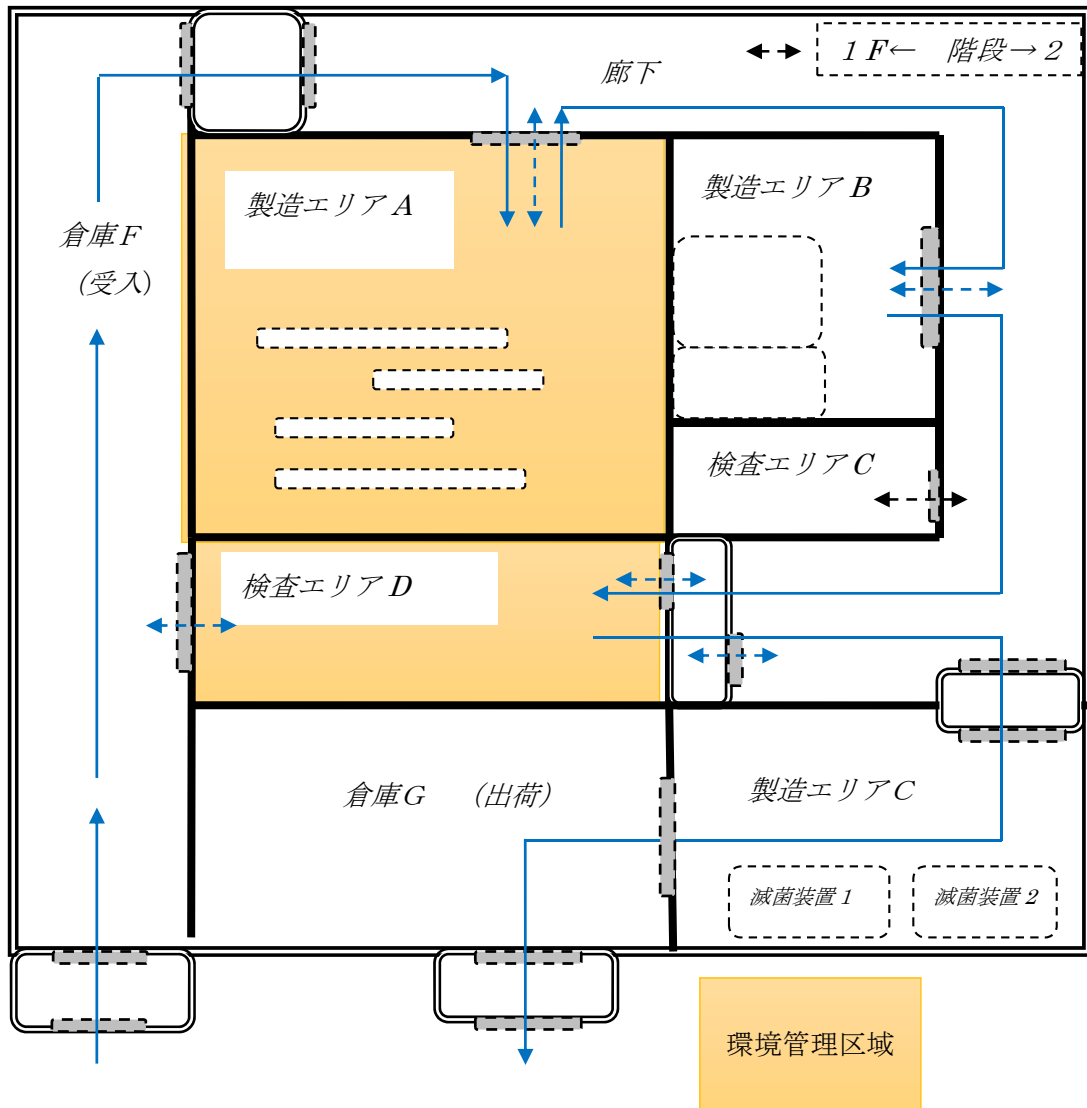 1F← 階段→2
廊下
製造エリアA
製造エリアB
倉庫F
(受入)
検査エリアC
検査エリアD
倉庫G (出荷)
製造エリアC
滅菌装置1
滅菌装置2
環境管理区域